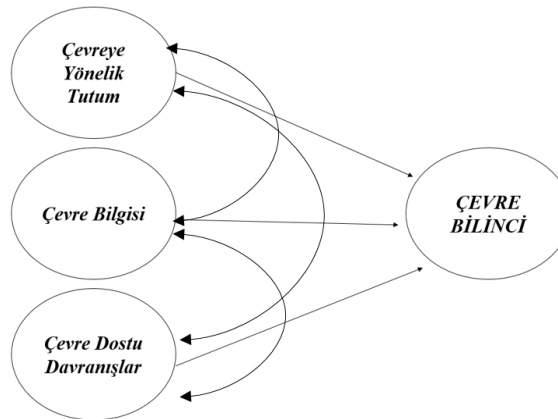 Çevreye
Yönelik
Tutum
Çevre Bilgisi
ÇEVRE
BİLİNCİ
Çevre Dostu
Davranışlar